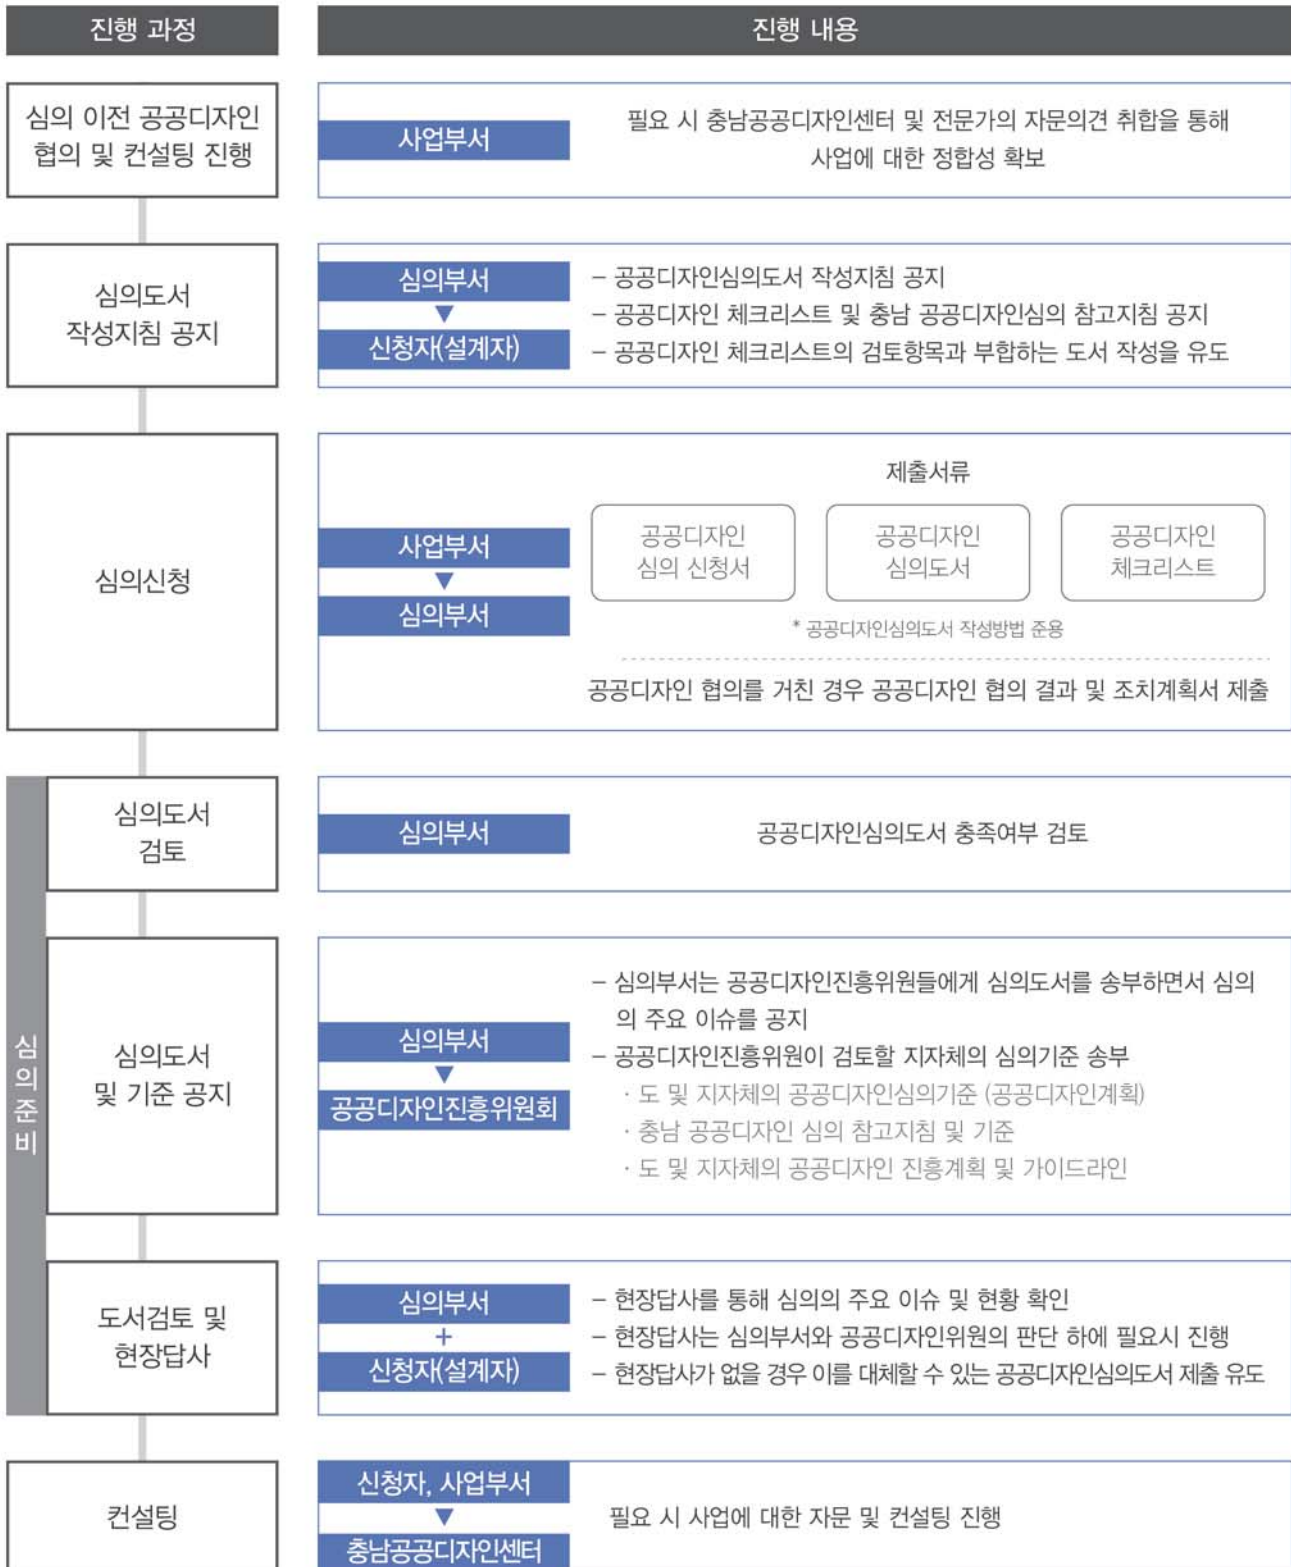 진행 과정
진행 내용
심의 이전 공공디자인
협의 및 컨설팅 진행
사업부서
필요 시 충남공공디자인센터 및 전문가의 자문의견 취합을 통해
사업에 대한 정합성 확보
심의도서
작성지침 공지
심의부서
▼
신청자(설계자)
– 공공디자인심의도서 작성지침 공지
– 공공디자인 체크리스트 및 충남 공공디자인심의 참고지침 공지
– 공공디자인 체크리스트의 검토항목과 부합하는 도서 작성을 유도
심의신청
사업부서
▼
심의부서
제출서류
공공디자인
심의 신청서
공공디자인
심의도서
공공디자인
체크리스트
* 공공디자인심의도서 작성방법 준용
공공디자인 협의를 거친 경우 공공디자인 협의 결과 및 조치계획서 제출
심의준비
심의도서
검토
심의부서
공공디자인심의도서 충족여부 검토
심의도서
및 기준 공지
심의부서
▼
공공디자인진흥위원회
– 심의부서는 공공디자인진흥위원들에게 심의도서를 송부하면서 심의
의 주요 이슈를 공지
– 공공디자인진흥위원이 검토할 지자체의 심의기준 송부
· 도 및 지자체의 공공디자인심의기준 (공공디자인계획)
· 충남 공공디자인 심의 참고지침 및 기준
· 도 및 지자체의 공공디자인 진흥계획 및 가이드라인
도서검토 및
현장답사
심의부서
+
신청자(설계자)
– 현장답사를 통해 심의의 주요 이슈 및 현황 확인
– 현장답사는 심의부서와 공공디자인위원의 판단 하에 필요시 진행
– 현장답사가 없을 경우 이를 대체할 수 있는 공공디자인심의도서 제출 유도
컨설팅
신청자, 사업부서
▼
충남공공디자인센터
필요 시 사업에 대한 자문 및 컨설팅 진행